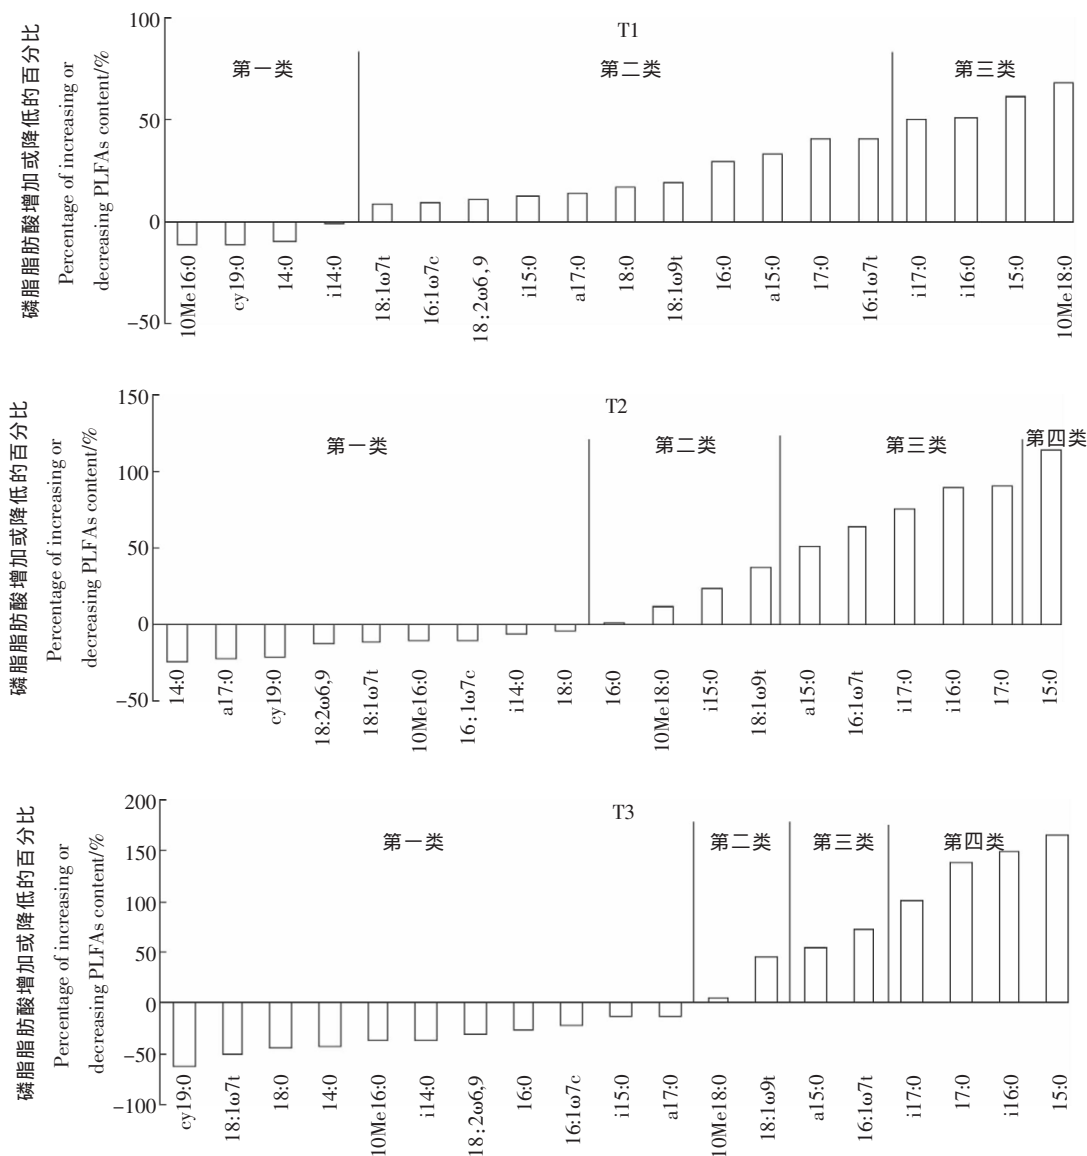 磷脂脂肪酸增加或降低的百分比
Percentage of increasing or
decreasing PLFAs content/%
T1
第一类
第二类
第三类
100
50
0
−50
10Me16:0
cy19:0
14:0
i14:0
18:1ω7t
16:1ω7c
18:2ω6,9
i15:0
a17:0
18:0
18:1ω9t
16:0
a15:0
17:0
16:1ω7t
i17:0
i16:0
15:0
10Me18:0
磷脂脂肪酸增加或降低的百分比
Percentage of increasing or
decreasing PLFAs content/%
T2
第一类
第二类
第三类
第四类
150
100
50
0
−50
14:0
a17:0
cy19:0
18:2ω6,9
18:1ω7t
10Me16:0
16:1ω7c
i14:0
18:0
16:0
10Me18:0
i15:0
18:1ω9t
a15:0
16:1ω7t
i17:0
i16:0
17:0
15:0
磷脂脂肪酸增加或降低的百分比
Percentage of increasing or
decreasing PLFAs content/%
T3
第一类
第二类
第三类
第四类
200
150
100
50
0
−50
−100
cy19:0
18:1ω7t
18:0
14:0
10Me16:0
i14:0
18:2ω6,9
16:0
16:1ω7c
i15:0
a17:0
10Me18:0
18:1ω9t
a15:0
16:1ω7t
i17:0
17:0
i16:0
15:0